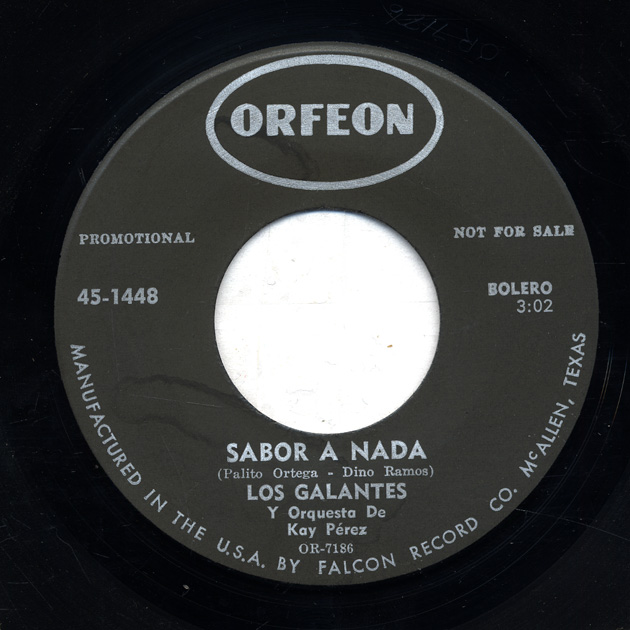 ORFEON
PROMOTIONAL
NOT FOR SALE
45-1448
BOLERO
3:02
SABOR A NADA
(Palito Ortega - Dino Ramos)
LOS GALANTES
Y Orquesta De
Kay Pérez
OR-7186
MANUFACTURED IN THE U.S.A. BY FALCON RECORD CO. McALLEN, TEXAS